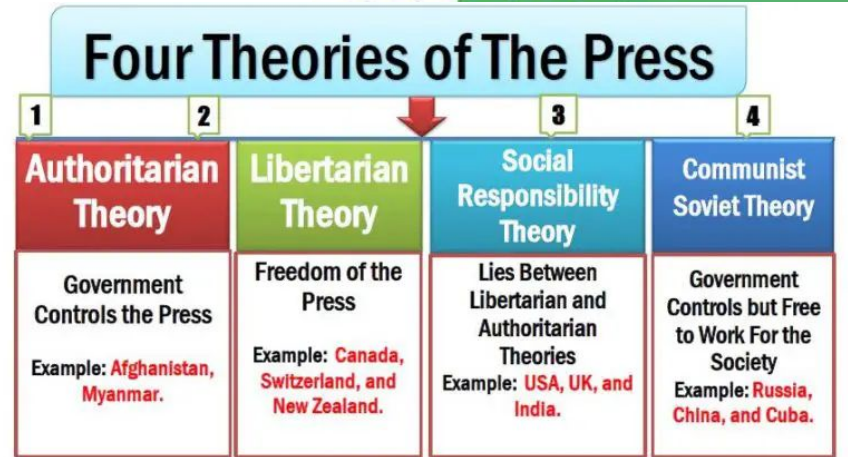 Four Theories of The Press
1
2
3
4
Authoritarian
Theory
Government
Controls the Press
Example: Afghanistan,
Myanmar.
Libertarian
Theory
Freedom of the
Press
Example: Canada,
Switzerland, and
New Zealand.
Social
Responsibility
Theory
Lies Between
Libertarian and
Authoritarian
Theories
Example: USA, UK, and
India.
Communist
Soviet Theory
Government
Controls but Free
to Work For the
Society
Example: Russia,
China, and Cuba.